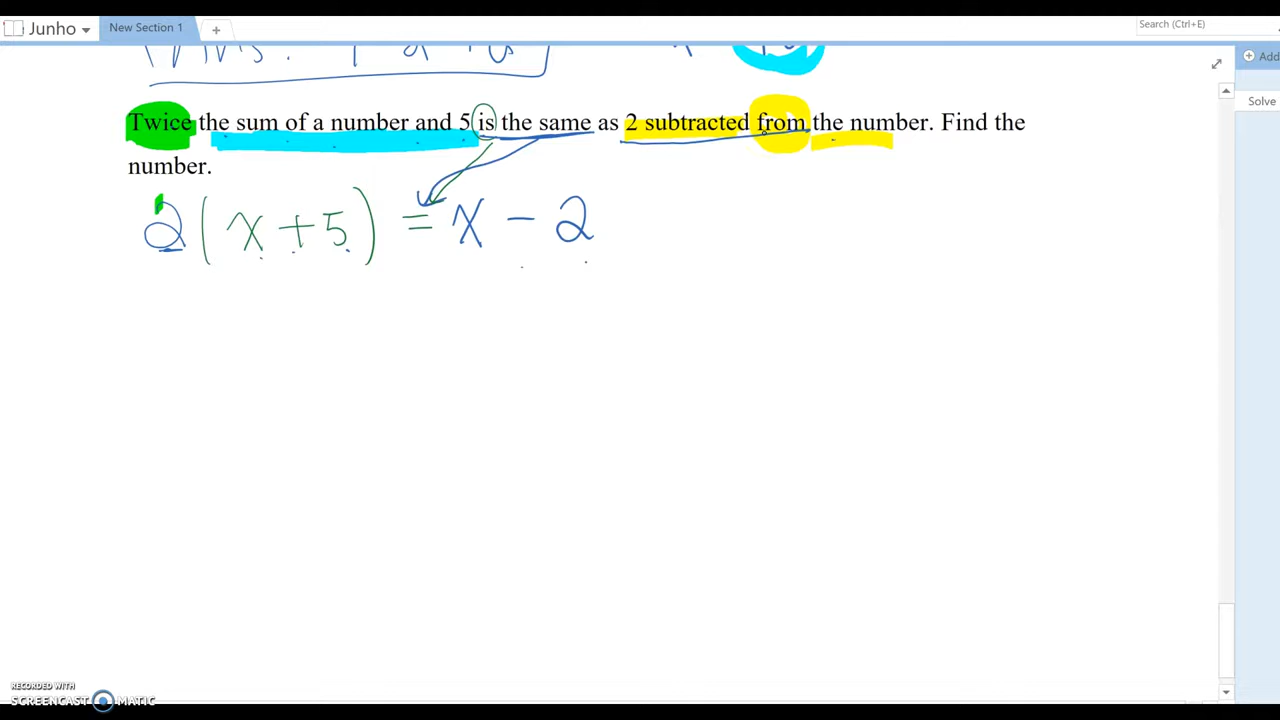 Junho
New Section 1
Search (Ctrl+E)
Add
Solve
Twice the sum of a number and 5 is the same as 2 subtracted from the number. Find the
number.
2(x+5) = x - 2
RECORDED WITH
SCREENCAST MATIC